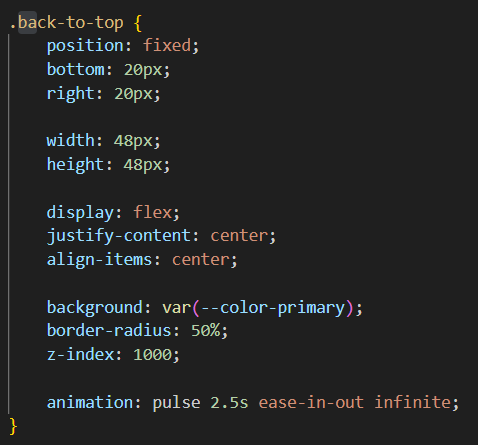 .back-to-top {
position: fixed;
bottom: 20px;
right: 20px;
width: 48px;
height: 48px;
display: flex;
justify-content: center;
align-items: center;
background: var(--color-primary);
border-radius: 50%;
z-index: 1000;
animation: pulse 2.5s ease-in-out infinite;
}